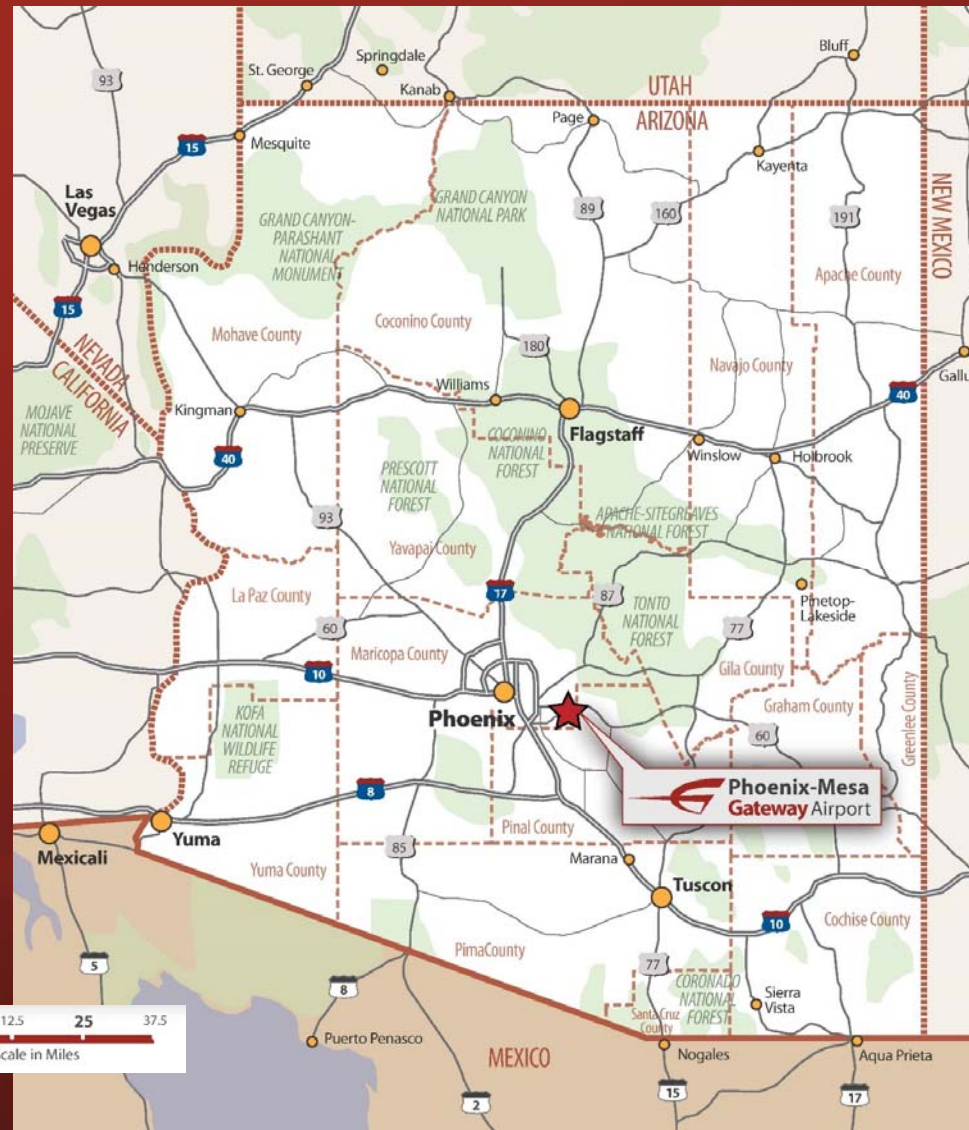 Bluff
93
Springdale
St. George
Kanab
UTAH
ARIZONA
Page
15
Mesquite
Kayenta
Las
Vegas
GRAND CANYON
NATIONAL PARK
GRAND CANYON-
PARASHANT
NATIONAL
MONUMENT
89
160
191
NEW MEXICO
Henderson
Apache County
15
NEVADA
CALIFORNIA
Mohave County
Coconino County
180
Navajo County
Gallu
Williams
40
MOJAVE
NATIONAL
PRESERVE
Kingman
Flagstaff
COCONINO
NATIONAL
FOREST
Winslow
Holbrook
40
PRESCOTT
NATIONAL
FOREST
93
APACHE-SITEGREAVES
NATIONAL FOREST
Yavapai County
La Paz County
17
87
TONTO
NATIONAL
FOREST
Pinetop-
Lakeside
60
77
Maricopa County
10
Gila County
Phoenix
Graham County
Greenlee County
KOFA
NATIONAL
WILDLIFE
REFUGE
60
8
Phoenix-Mesa
Gateway Airport
Yuma
Mexicali
Pinal County
85
Marana
Yuma County
Tuscon
10
Cochise County
PimaCounty
5
8
77
CORONADO
NATIONAL
FOREST
Sierra
Vista
Santa Cruz
County
12.5 25 37.5
cale in Miles
Puerto Penasco
MEXICO
Nogales
Aqua Prieta
15
17
2